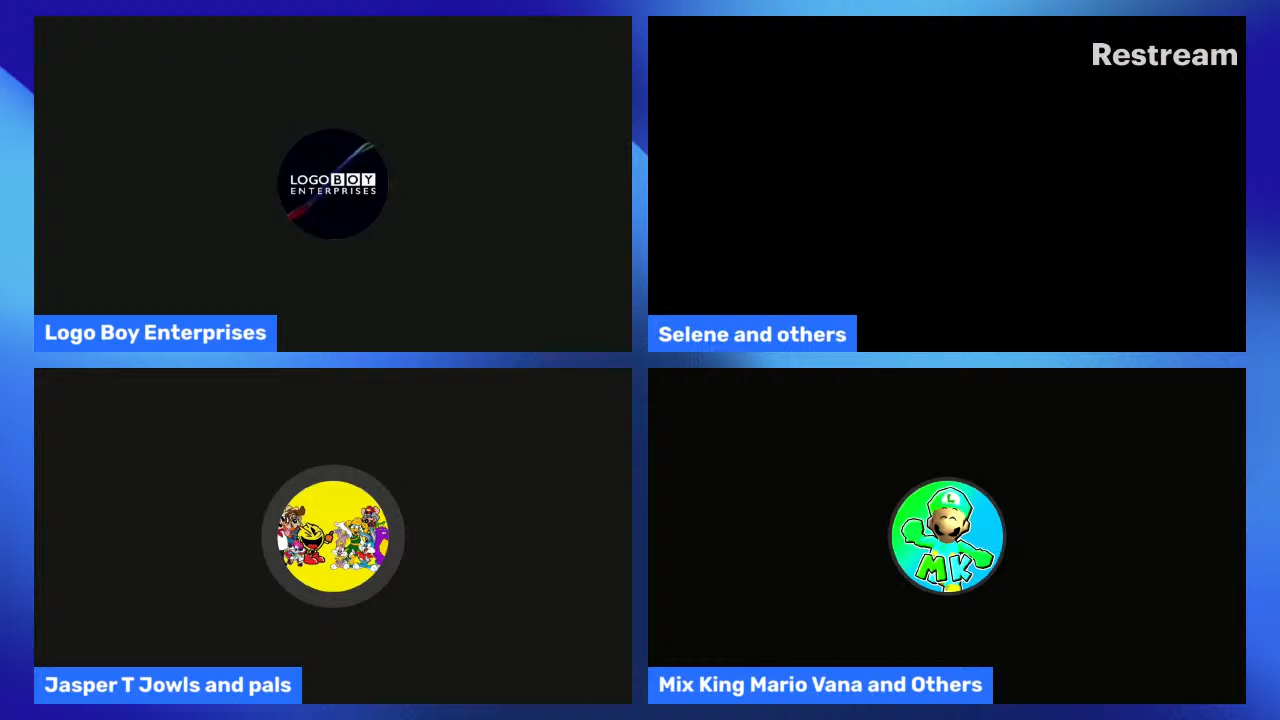 Restream
LOGO BOY
ENTERPRISES
Logo Boy Enterprises
Selene and others
L
MK
Jasper T Jowls and pals
Mix King Mario Vana and Others